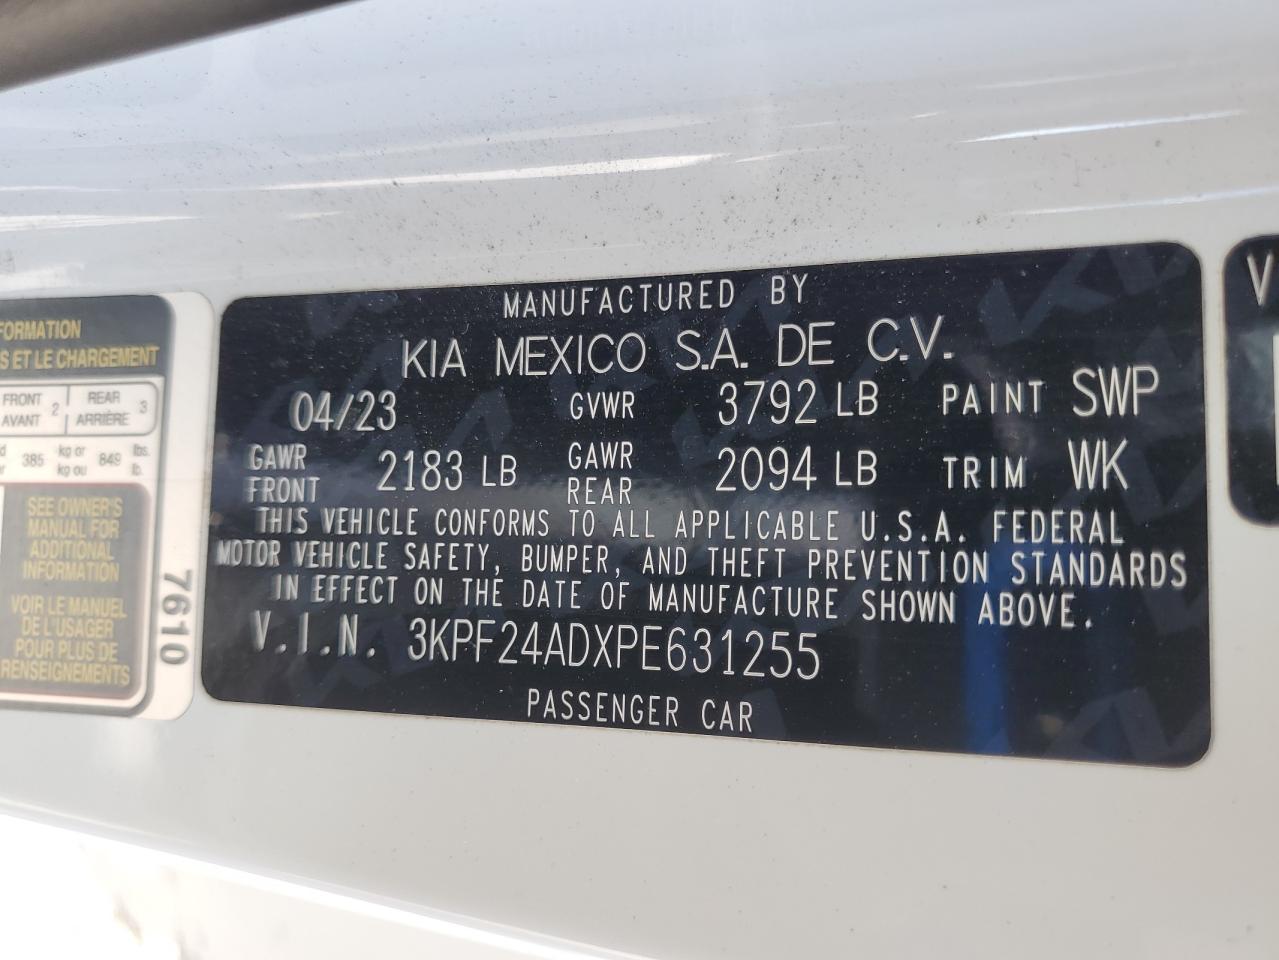 FORMATION
S ET LE CHARGEMENT
FRONT 2 REAR 3
AVANT ARRIÈRE
385 kg or 849 lbs.
kg ou lb.
SEE OWNER'S
MANUAL FOR
ADDITIONAL
INFORMATION
VOIR LE MANUEL
DE L'USAGER
POUR PLUS DE
RENSEIGNEMENTS
7610
MANUFACTURED BY
KIA MEXICO S.A. DE C.V.
04/23 GVWR 3792 LB PAINT SWP
GAWR FRONT 2183 LB GAWR REAR 2094 LB TRIM WK
THIS VEHICLE CONFORMS TO ALL APPLICABLE U.S.A. FEDERAL
MOTOR VEHICLE SAFETY, BUMPER, AND THEFT PREVENTION STANDARDS
IN EFFECT ON THE DATE OF MANUFACTURE SHOWN ABOVE.
V.I.N. 3KPF24ADXPE631255
PASSENGER CAR
V